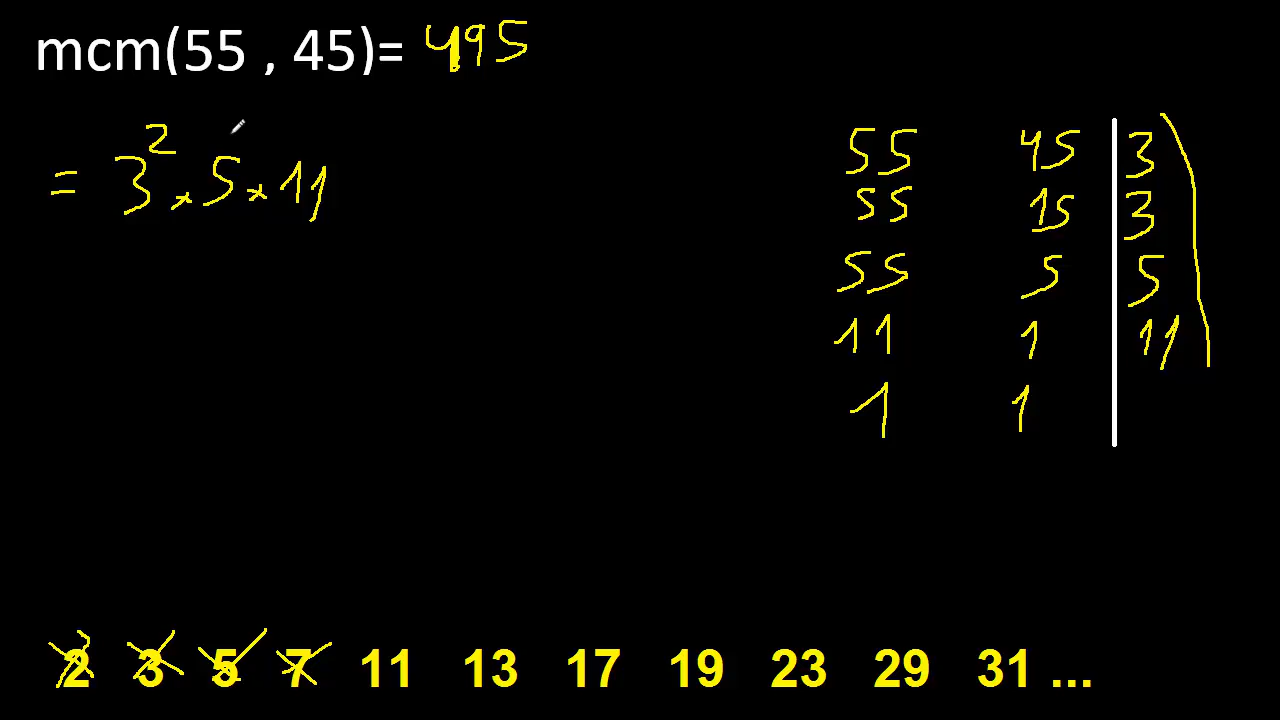 mcm(55 , 45)= 495
= 3² × 5 × 11
55 45 3
55 15 3
55 5 5
11 1 11
1 1
2 3 5 7 11 13 17 19 23 29 31 ...